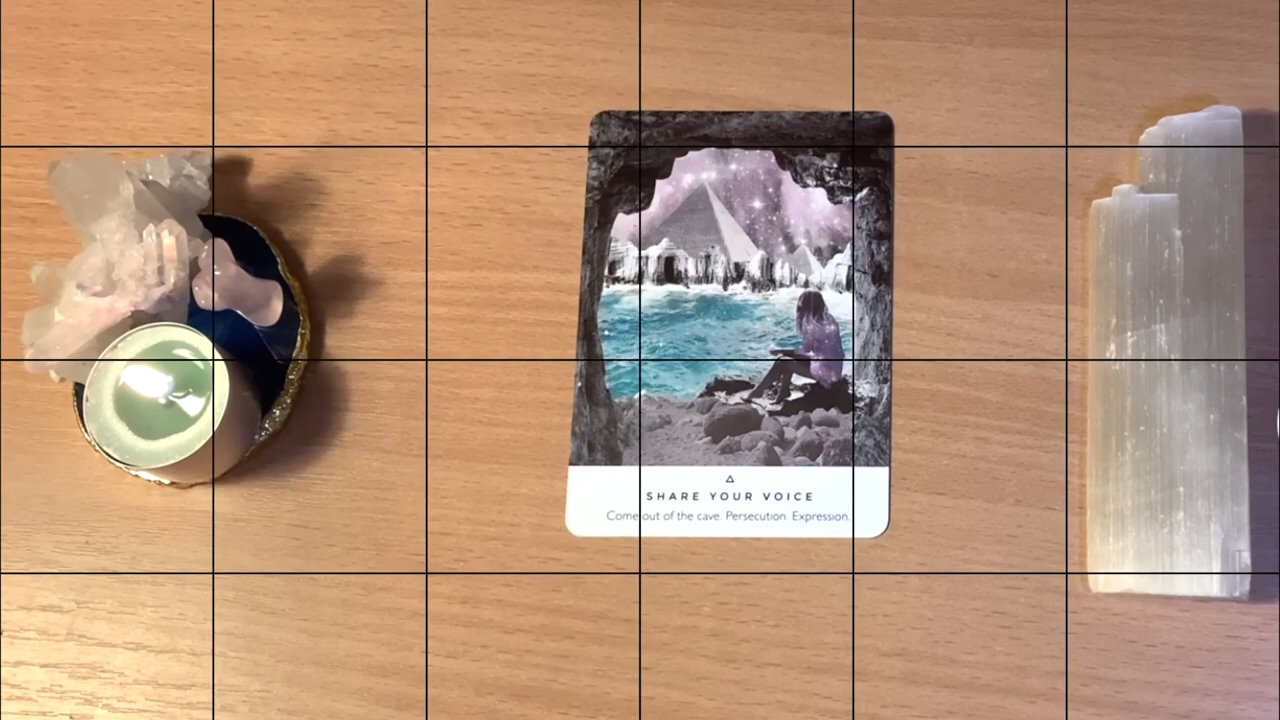 SHARE YOUR VOICE
Come out of the cave. Persecution. Expression.